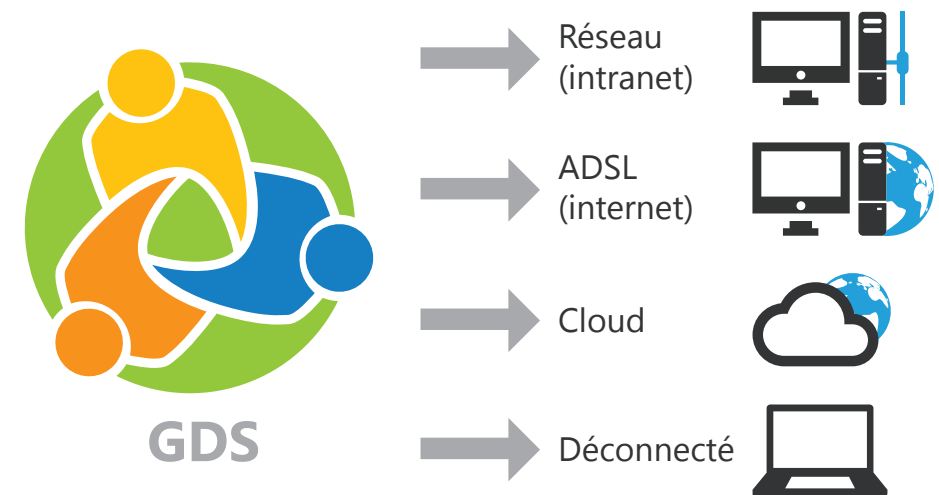 Réseau
(intranet)
ADSL
(internet)
Cloud
GDS
Déconnecté